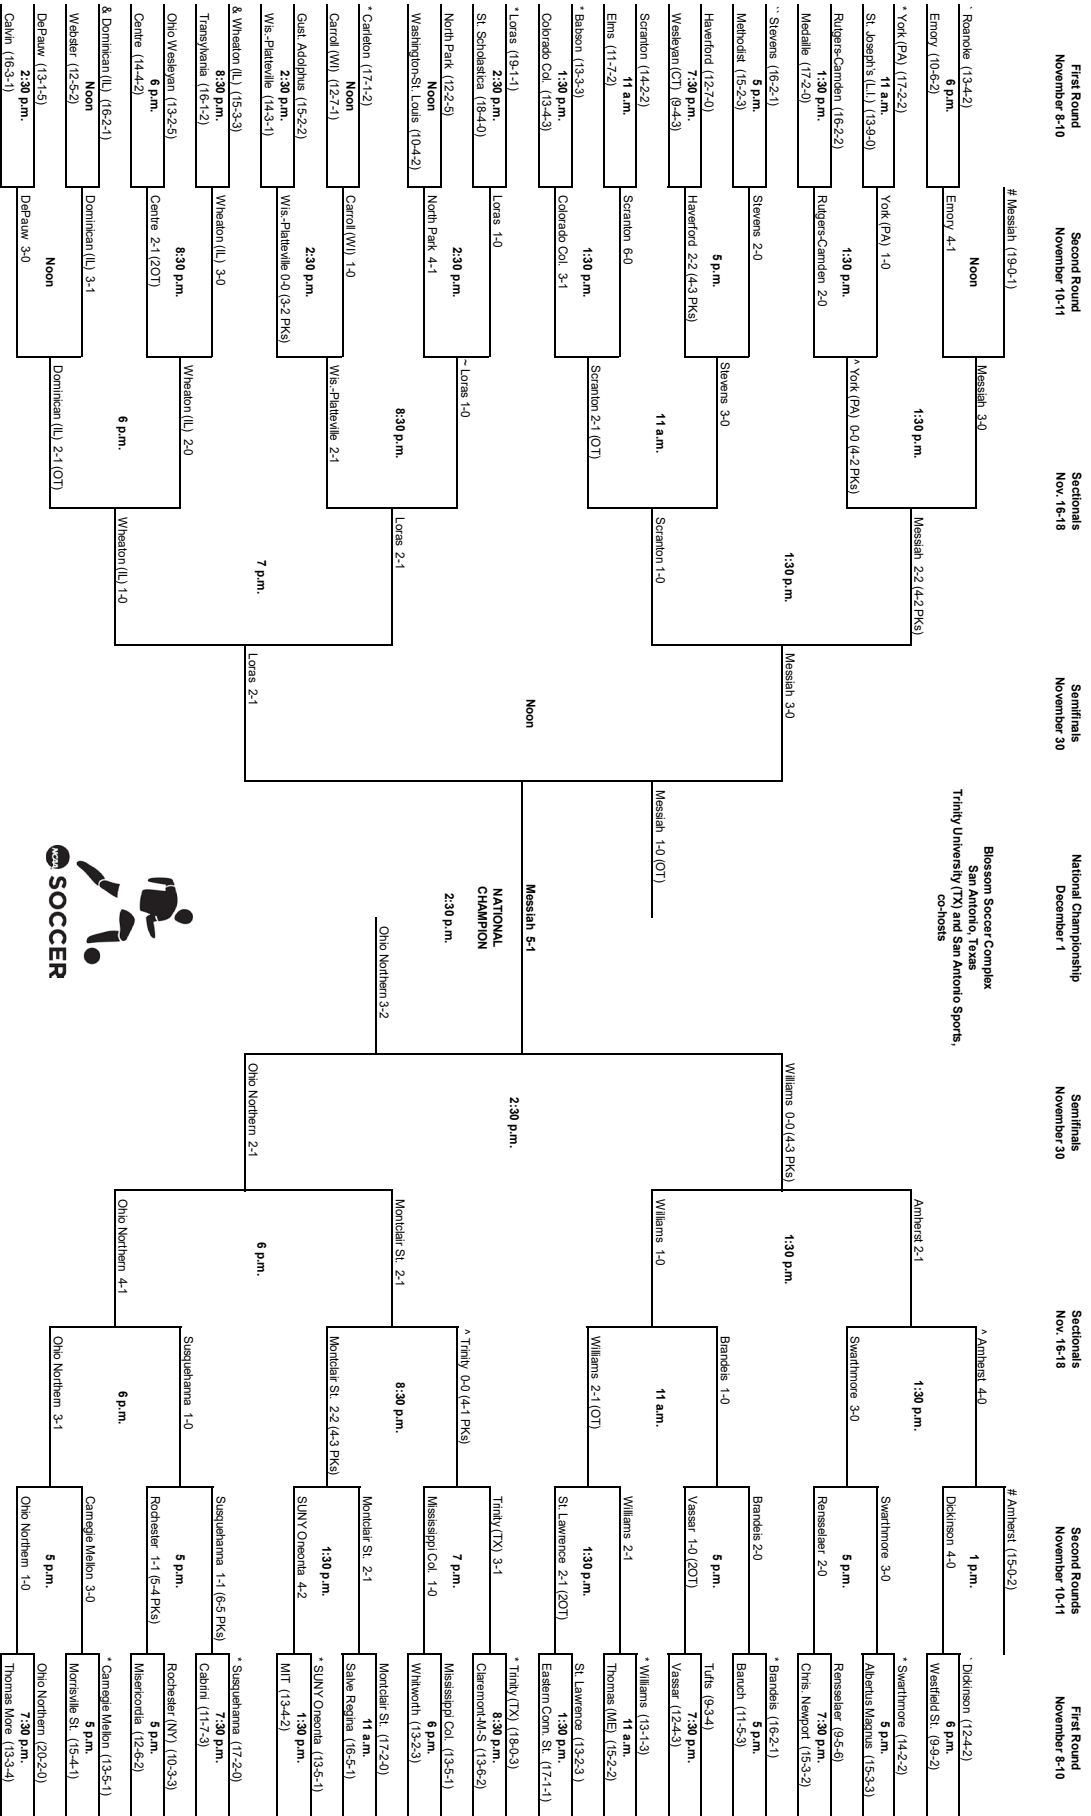 First Round
November 8-10
Second Round
November 10-11
Sectionals
Nov. 16-18
Semifinals
November 30
National Championship
December 1
Semifinals
November 30
Sectionals
Nov. 16-18
Second Rounds
November 10-11
First Round
November 8-10
Blossom Soccer Complex
San Antonio, Texas
Trinity University (TX) and San Antonio Sports,
co-hosts
` Roanoke (13-4-2)
6 p.m.
Emory (10-6-2)
* York (PA) (17-2-2)
11 a.m.
St. Joseph's (L.I.) (13-9-0)
Rutgers-Camden (16-2-2)
1:30 p.m.
Medaille (17-2-0)
`` Stevens (16-2-1)
5 p.m.
Methodist (15-2-3)
Haverford (12-7-0)
7:30 p.m.
Wesleyan (CT) (9-4-3)
Scranton (14-2-2)
11 a.m.
Elms (11-7-2)
* Babson (13-3-3)
1:30 p.m.
Colorado Col. (13-4-3)
* Loras (19-1-1)
2:30 p.m.
St. Scholastica (18-4-0)
North Park (12-2-5)
Noon
Washington-St. Louis (10-4-2)
* Carleton (17-1-2)
Noon
Carroll (WI) (12-7-1)
Gust. Adolphus (15-2-2)
2:30 p.m.
Wis.-Platteville (14-3-1)
& Wheaton (IL) (15-3-3)
8:30 p.m.
Transylvania (16-1-2)
Ohio Wesleyan (13-2-5)
6 p.m.
Centre (14-4-2)
& Dominican (IL) (16-2-1)
Noon
Webster (12-5-2)
DePauw (13-1-5)
2:30 p.m.
Calvin (16-3-1)
# Messiah (19-0-1)
Noon
Emory 4-1
York (PA) 1-0
1:30 p.m.
Rutgers-Camden 2-0
Stevens 2-0
5 p.m.
Haverford 2-2 (4-3 PKs)
Scranton 6-0
1:30 p.m.
Colorado Col. 3-1
Loras 1-0
2:30 p.m.
North Park 4-1
Carroll (WI) 1-0
2:30 p.m.
Wis.-Platteville 0-0 (3-2 PKs)
Wheaton (IL) 3-0
8:30 p.m.
Centre 2-1 (2OT)
Dominican (IL) 3-1
Noon
DePauw 3-0
Messiah 3-0
1:30 p.m.
^ York (PA) 0-0 (4-2 PKs)
Stevens 3-0
11 a.m.
Scranton 2-1 (OT)
~ Loras 1-0
8:30 p.m.
Wis.-Platteville 2-1
Wheaton (IL) 2-0
6 p.m.
Dominican (IL) 2-1 (OT)
Messiah 2-2 (4-2 PKs)
1:30 p.m.
Scranton 1-0
Loras 2-1
7 p.m.
Wheaton (IL) 1-0
Messiah 3-0
Noon
Loras 2-1
Messiah 1-0 (OT)
Messiah 5-1
NATIONAL
CHAMPION
2:30 p.m.
Ohio Northern 3-2
NCAA
SOCCER
Williams 0-0 (4-3 PKs)
2:30 p.m.
Ohio Northern 2-1
Amherst 2-1
1:30 p.m.
Williams 1-0
Montclair St. 2-1
6 p.m.
Ohio Northern 4-1
^ Amherst 4-0
1:30 p.m.
Swarthmore 3-0
Brandeis 1-0
11 a.m.
Williams 2-1 (OT)
^ Trinity 0-0 (4-1 PKs)
8:30 p.m.
Montclair St. 2-2 (4-3 PKs)
Susquehanna 1-0
6 p.m.
Ohio Northern 3-1
# Amherst (15-0-2)
1 p.m.
Dickinson 4-0
Swarthmore 3-0
5 p.m.
Rensselaer 2-0
Brandeis 2-0
5 p.m.
Vassar 1-0 (2OT)
Williams 2-1
1:30 p.m.
St. Lawrence 2-1 (2OT)
Trinity (TX) 3-1
7 p.m.
Mississippi Col. 1-0
Montclair St. 2-1
1:30 p.m.
SUNY Oneonta 4-2
Susquehanna 1-1 (6-5 PKs)
5 p.m.
Rochester 1-1 (5-4 PKs)
Carnegie Mellon 3-0
5 p.m.
Ohio Northern 1-0
` Dickinson (12-4-2)
6 p.m.
Westfield St. (9-9-2)
* Swarthmore (14-2-2)
5 p.m.
Albertus Magnus (15-3-3)
Rensselaer (9-5-6)
7:30 p.m.
Chris. Newport (15-3-2)
* Brandeis (16-2-1)
5 p.m.
Baruch (11-5-3)
Tufts (9-3-4)
7:30 p.m.
Vassar (12-4-3)
* Williams (13-1-3)
11 a.m.
Thomas (ME) (15-2-2)
St. Lawrence (13-2-3 )
1:30 p.m.
Eastern Conn. St. (17-1-1)
* Trinity (TX) (18-0-3)
8:30 p.m.
Claremont-M-S (13-6-2)
Mississippi Col. (13-5-1)
6 p.m.
Whitworth (13-2-3)
Montclair St. (17-2-0)
11 a.m.
Salve Regina (16-5-1)
* SUNY Oneonta (13-5-1)
1:30 p.m.
MIT (13-4-2)
* Susquehanna (17-2-0)
7:30 p.m.
Cabrini (11-7-3)
Rochester (NY) (10-3-3)
5 p.m.
Misericordia (12-6-2)
* Carnegie Mellon (13-5-1)
5 p.m.
Morrisville St. (15-4-1)
Ohio Northern (20-2-0)
7:30 p.m.
Thomas More (13-3-4)